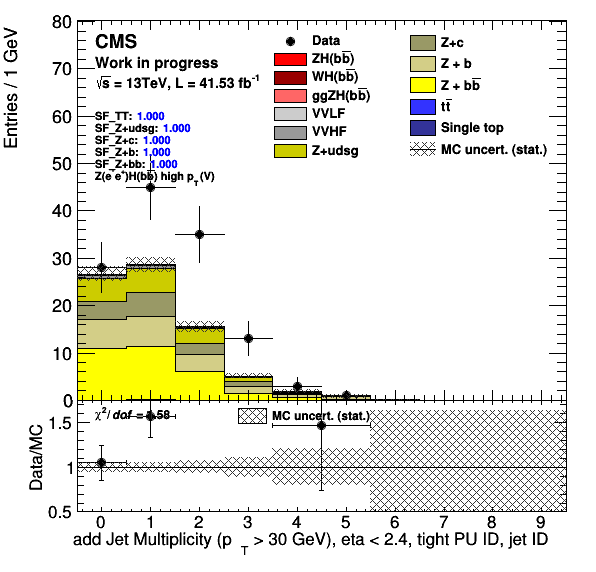 Entries / 1 GeV
80
70
60
50
40
30
20
10
0
CMS
Work in progress
√s = 13TeV, L = 41.53 fb⁻¹
SF_TT: 1.000
SF_Z+udsg: 1.000
SF_Z+c: 1.000
SF_Z+b: 1.000
SF_Z+bb: 1.000
Z(e⁻e⁺)H(bb̅) high p_T(V)
Data
ZH(bb̅)
WH(bb̅)
ggZH(bb̅)
VVLF
VVHF
Z+udsg
Z+c
Z + b
Z + bb̅
tt̅
Single top
MC uncert. (stat.)
Data/MC
1.5
1
0.5
χ²/dof = .58
MC uncert. (stat.)
0 1 2 3 4 5 6 7 8 9
add Jet Multiplicity (p_T > 30 GeV), eta < 2.4, tight PU ID, jet ID